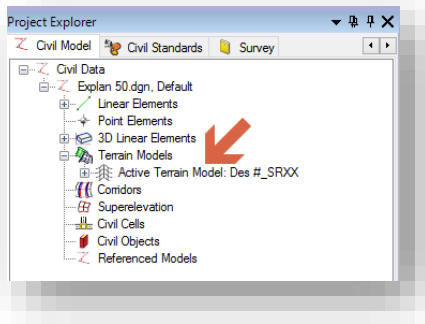 Project Explorer
Civil Model Civil Standards Survey
Civil Data
Explan 50.dgn, Default
Linear Elements
Point Elements
3D Linear Elements
Terrain Models
Active Terrain Model: Des #_SRXX
Corridors
Superelevation
Civil Cells
Civil Objects
Referenced Models